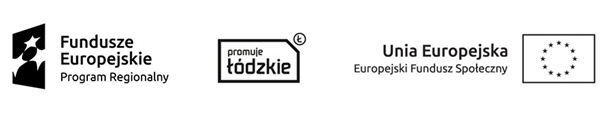 Fundusze
Europejskie
Program Regionalny
promuje
łódzkie
Ł
Unia Europejska
Europejski Fundusz Społeczny